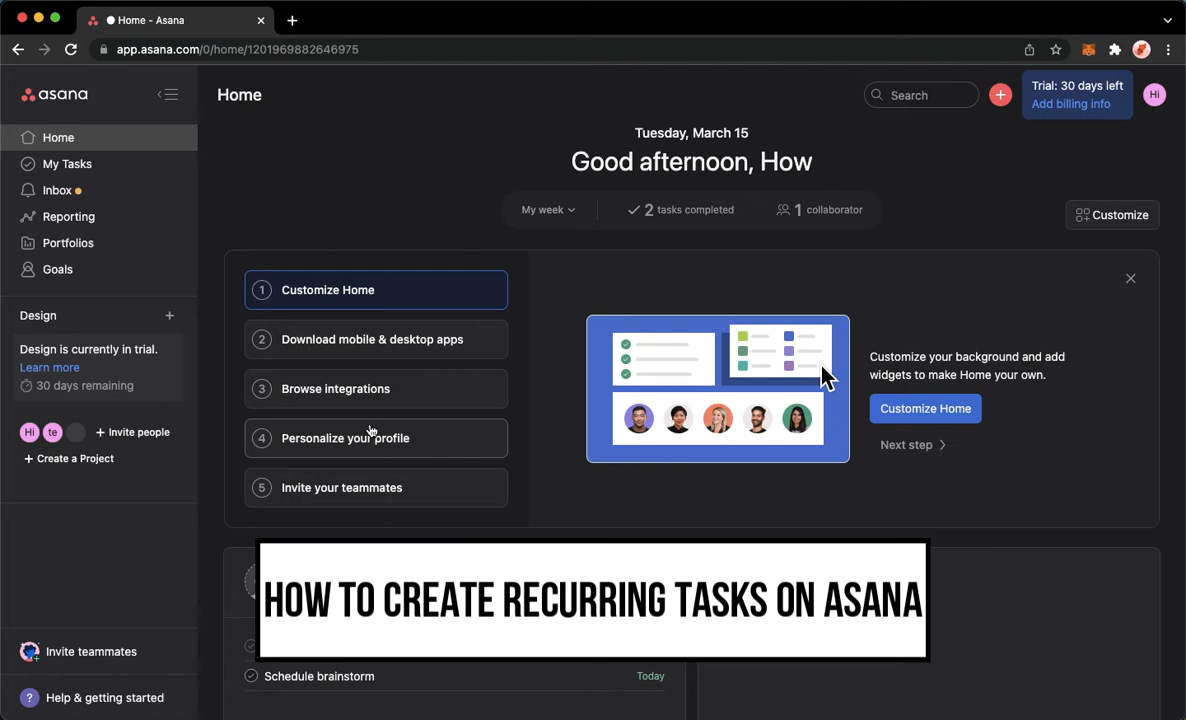 Home - Asana
app.asana.com/0/home/1201969882646975
asana
Home
Search
Trial: 30 days left
Add billing info
Hi
Home
My Tasks
Inbox
Reporting
Portfolios
Goals
Tuesday, March 15
Good afternoon, How
My week
2 tasks completed
1 collaborator
Customize
Design
Design is currently in trial.
Learn more
30 days remaining
Hi
te
Invite people
Create a Project
1 Customize Home
2 Download mobile & desktop apps
3 Browse integrations
4 Personalize your profile
5 Invite your teammates
Customize your background and add
widgets to make Home your own.
Customize Home
Next step
HOW TO CREATE RECURRING TASKS ON ASANA
Schedule brainstorm
Today
Invite teammates
? Help & getting started